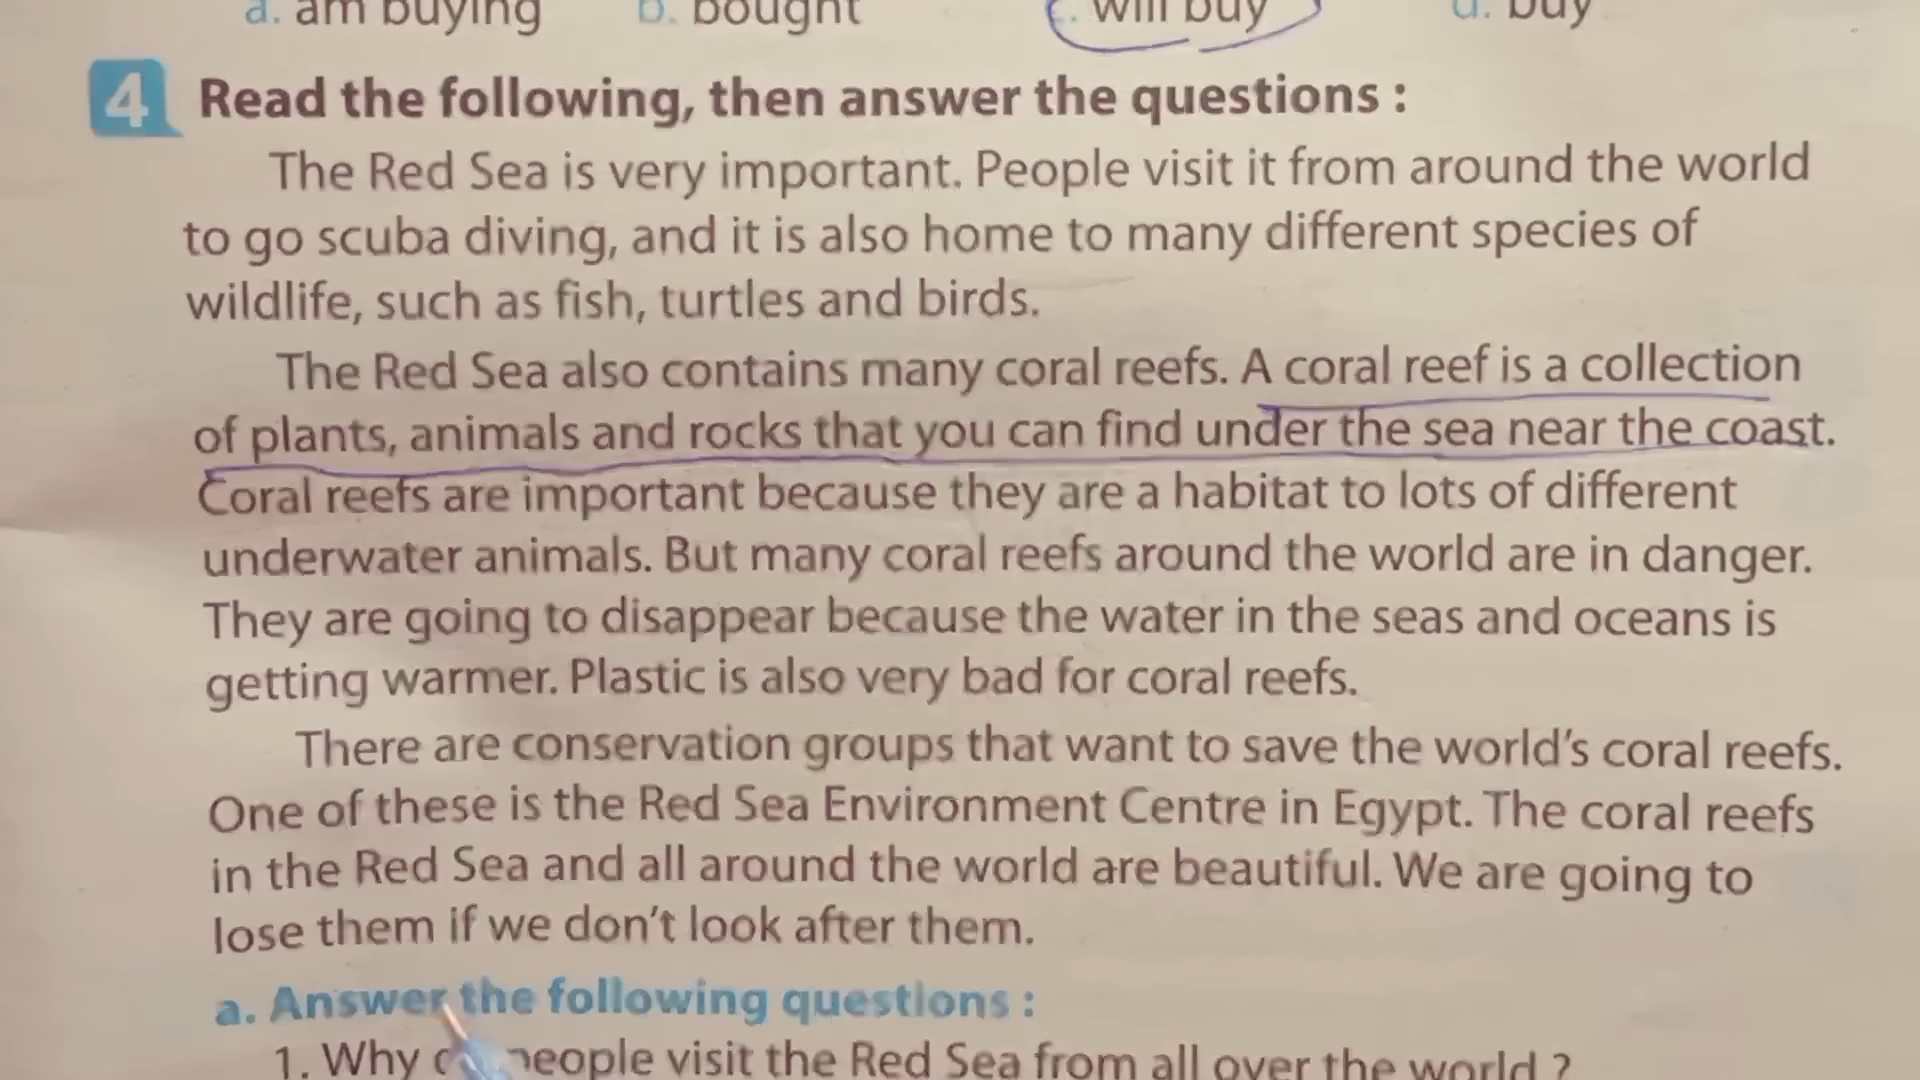 a. am buying b. bought c. will buy d. buy
4 Read the following, then answer the questions :
The Red Sea is very important. People visit it from around the world
to go scuba diving, and it is also home to many different species of
wildlife, such as fish, turtles and birds.
The Red Sea also contains many coral reefs. A coral reef is a collection
of plants, animals and rocks that you can find under the sea near the coast.
Coral reefs are important because they are a habitat to lots of different
underwater animals. But many coral reefs around the world are in danger.
They are going to disappear because the water in the seas and oceans is
getting warmer. Plastic is also very bad for coral reefs.
There are conservation groups that want to save the world's coral reefs.
One of these is the Red Sea Environment Centre in Egypt. The coral reefs
in the Red Sea and all around the world are beautiful. We are going to
lose them if we don't look after them.
a. Answer the following questions :
1. Why people visit the Red Sea from all over the world ?